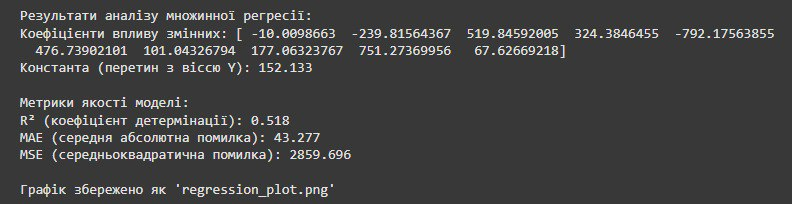 Результати аналізу множинної регресії:
Коефіцієнти впливу змінних: [ -10.0098663  -239.81564367  519.84592005  324.3846455  -792.17563855
  476.73902101  101.04326794  177.06323767  751.27369956   67.62669218]
Константа (перетин з віссю Y): 152.133
Метрики якості моделі:
R² (коефіцієнт детермінації): 0.518
MAE (середня абсолютна помилка): 43.277
MSE (середньоквадратична помилка): 2859.696
Графік збережено як 'regression_plot.png'